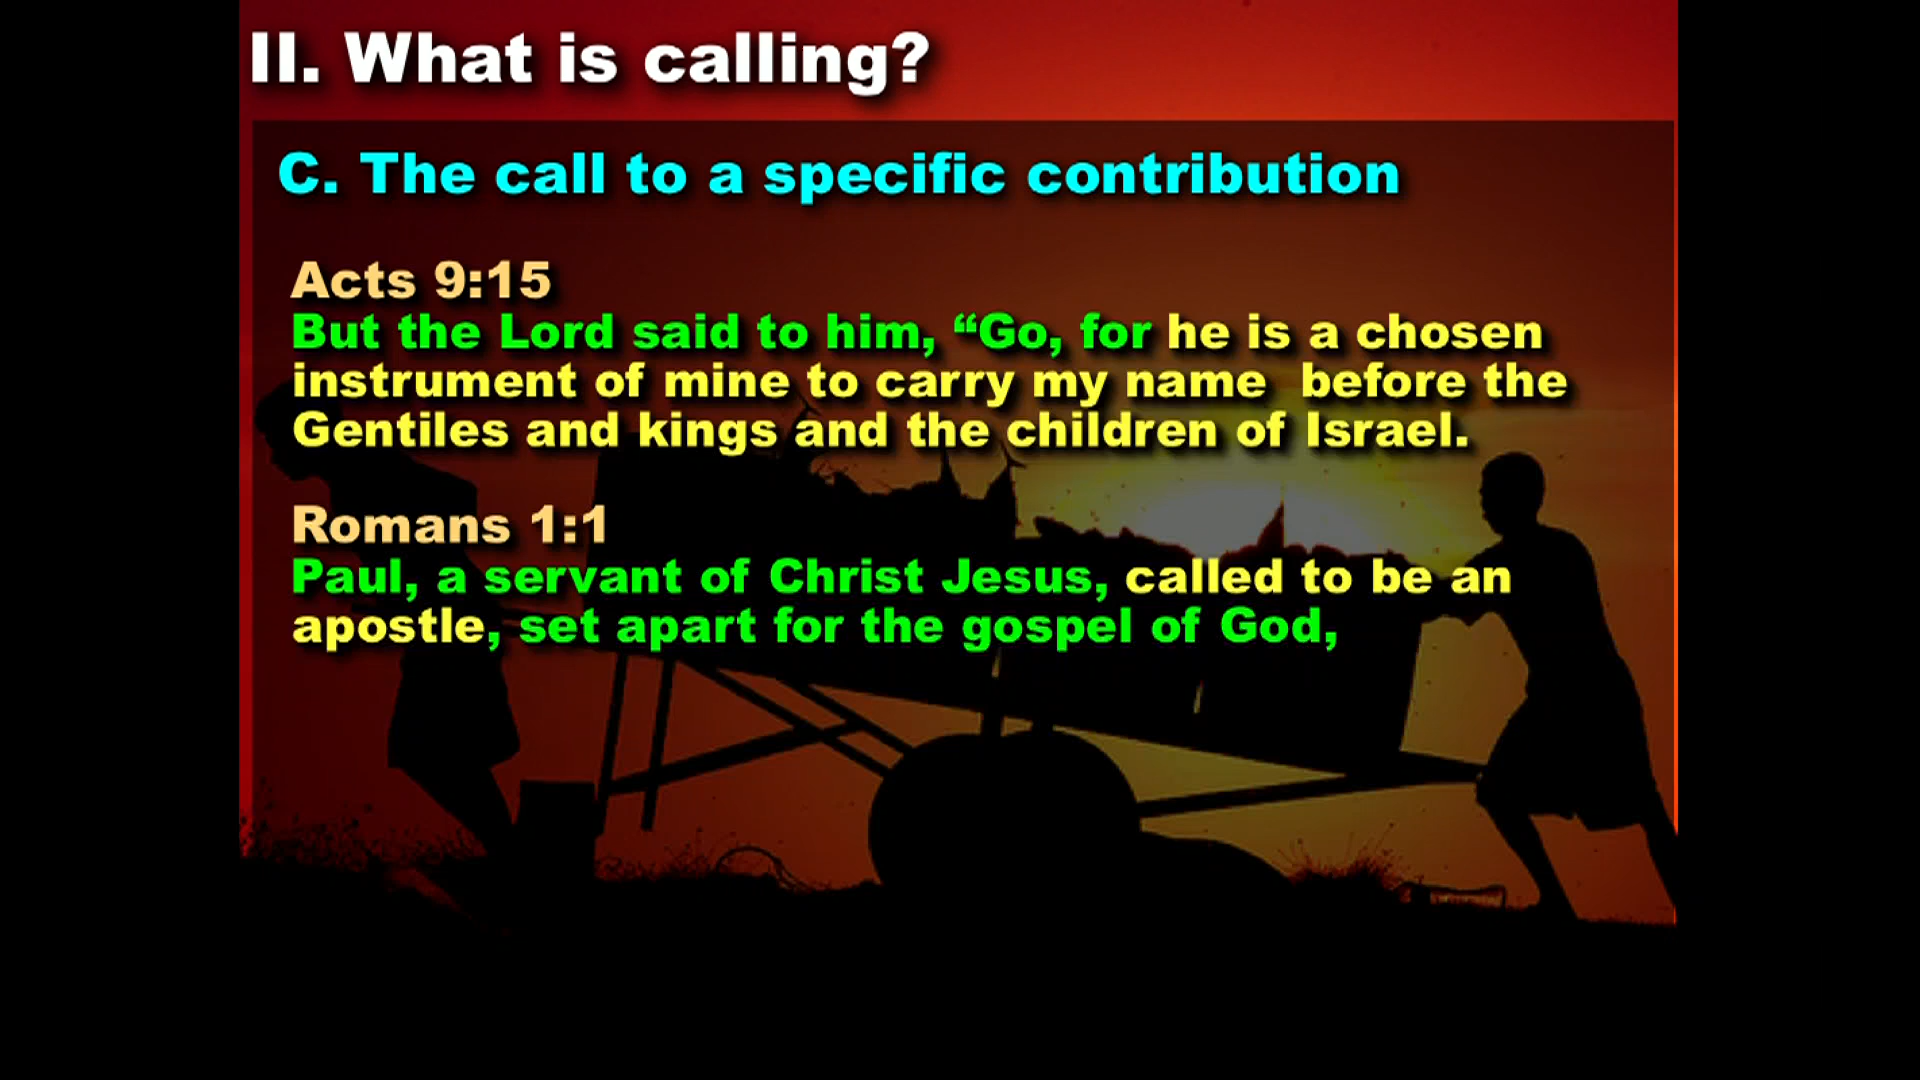 II. What is calling?
C. The call to a specific contribution
Acts 9:15
But the Lord said to him, “Go, for he is a chosen
instrument of mine to carry my name  before the
Gentiles and kings and the children of Israel.
Romans 1:1
Paul, a servant of Christ Jesus, called to be an
apostle, set apart for the gospel of God,